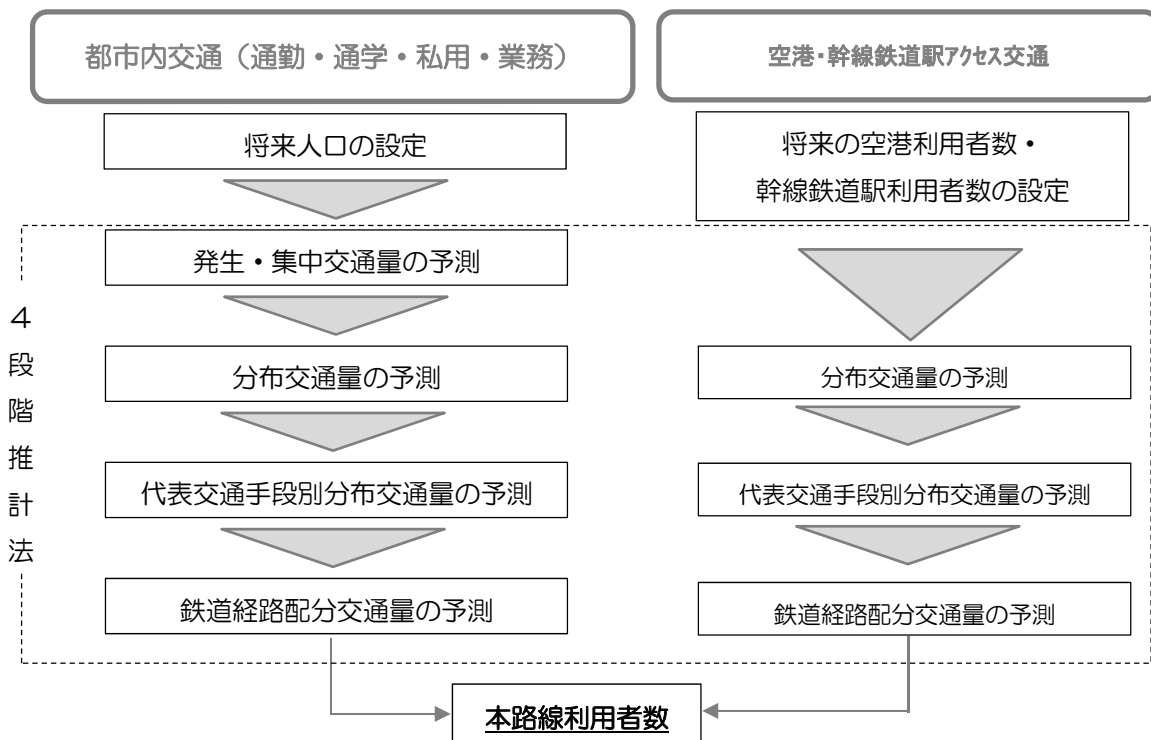 都市内交通（通勤・通学・私用・業務）
空港・幹線鉄道駅アクセス交通
将来人口の設定
将来の空港利用者数・
幹線鉄道駅利用者数の設定
4段階推計法
発生・集中交通量の予測
分布交通量の予測
分布交通量の予測
代表交通手段別分布交通量の予測
代表交通手段別分布交通量の予測
鉄道経路配分交通量の予測
鉄道経路配分交通量の予測
本路線利用者数